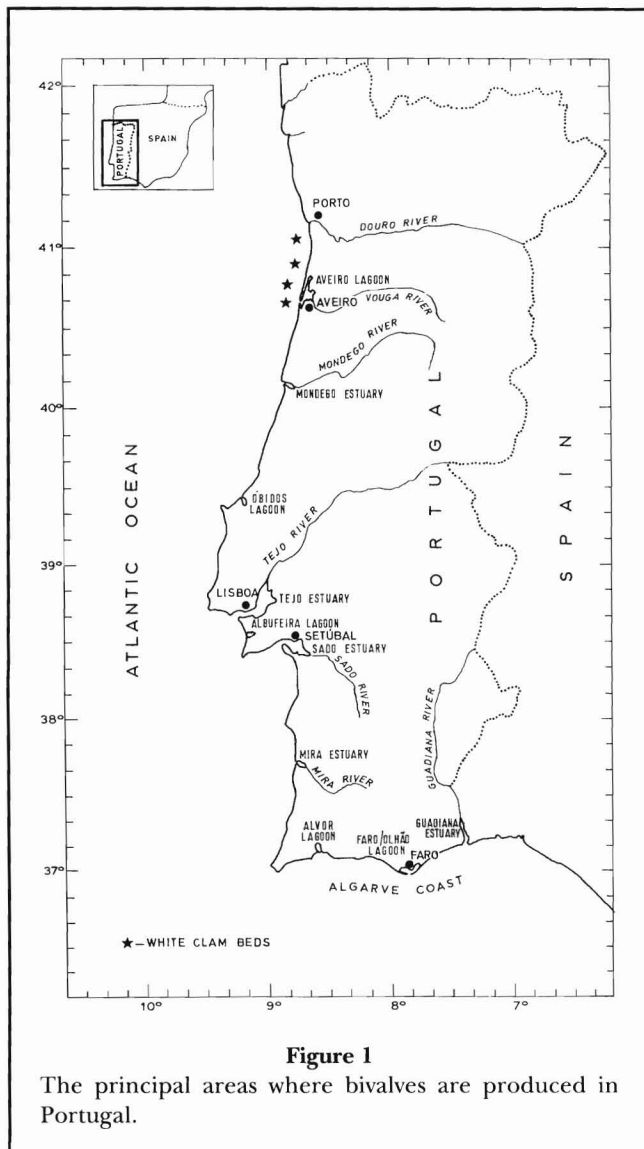 42°
PORTUGAL
SPAIN
PORTO
DOURO RIVER
41°
AVEIRO LAGOON
AVEIRO
VOUGA RIVER
MONDEGO RIVER
MONDEGO ESTUARY
40°
ATLANTIC OCEAN
PORTUGAL
SPAIN
ÓBIDOS
LAGOON
TEJO RIVER
39°
LISBOA
TEJO ESTUARY
ALBUFEIRA LAGOON
SETÚBAL
SADO ESTUARY
SADO RIVER
38°
GUADIANA RIVER
MIRA ESTUARY
MIRA RIVER
ALVOR
LAGOON
FARO/OLHÃO
LAGOON
GUADIANA
ESTUARY
FARO
37°
ALGARVE COAST
★–WHITE CLAM BEDS
10° 9° 8° 7°
Figure 1
The principal areas where bivalves are produced in
Portugal.